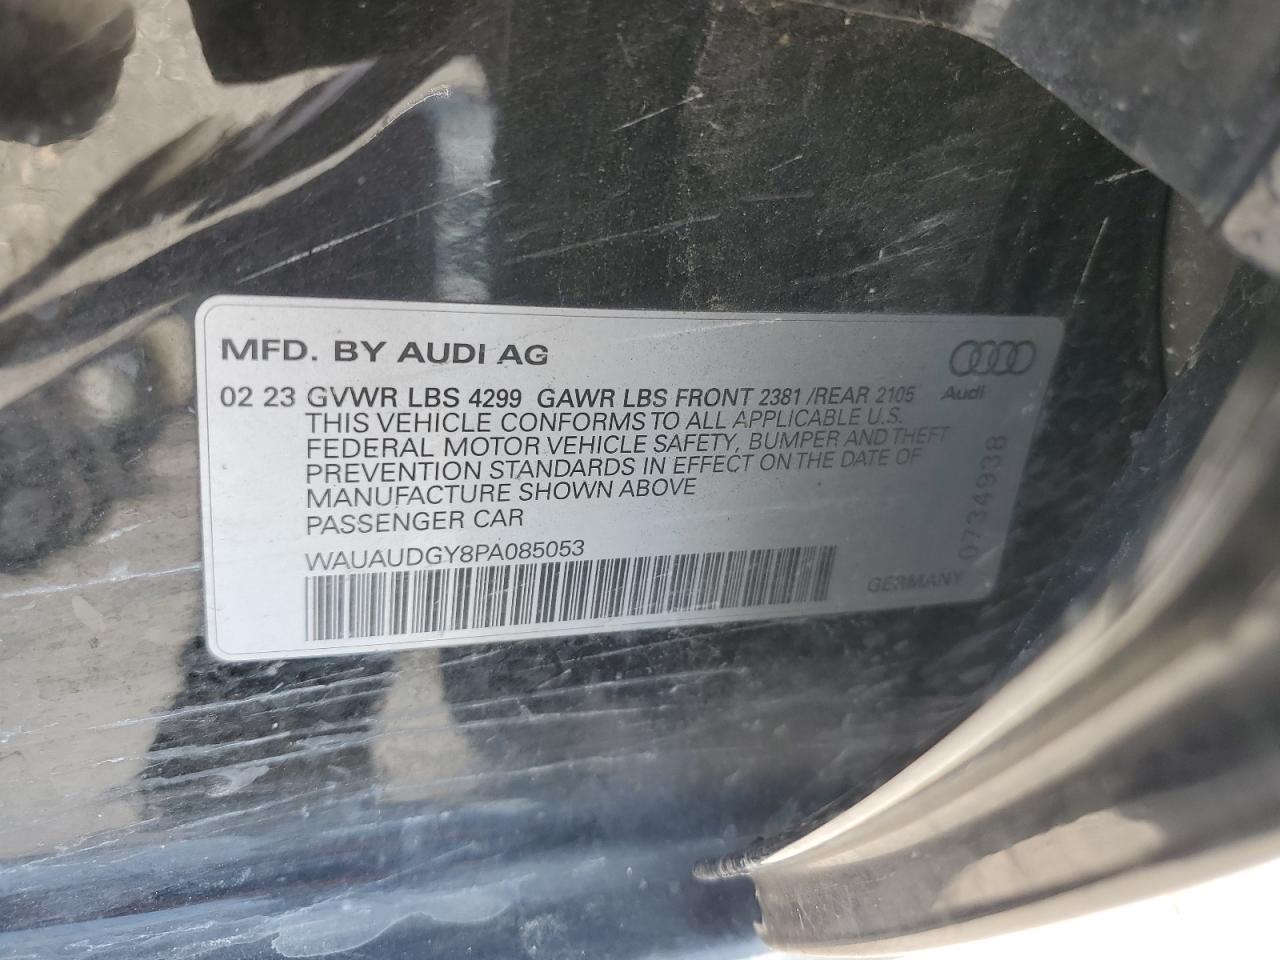 MFD. BY AUDI AG
Audi
02 23 GVWR LBS 4299 GAWR LBS FRONT 2381 /REAR 2105
THIS VEHICLE CONFORMS TO ALL APPLICABLE U.S.
FEDERAL MOTOR VEHICLE SAFETY, BUMPER AND THEFT
PREVENTION STANDARDS IN EFFECT ON THE DATE OF
MANUFACTURE SHOWN ABOVE
PASSENGER CAR
WAUAUDGY8PA085053
GERMANY
0734938